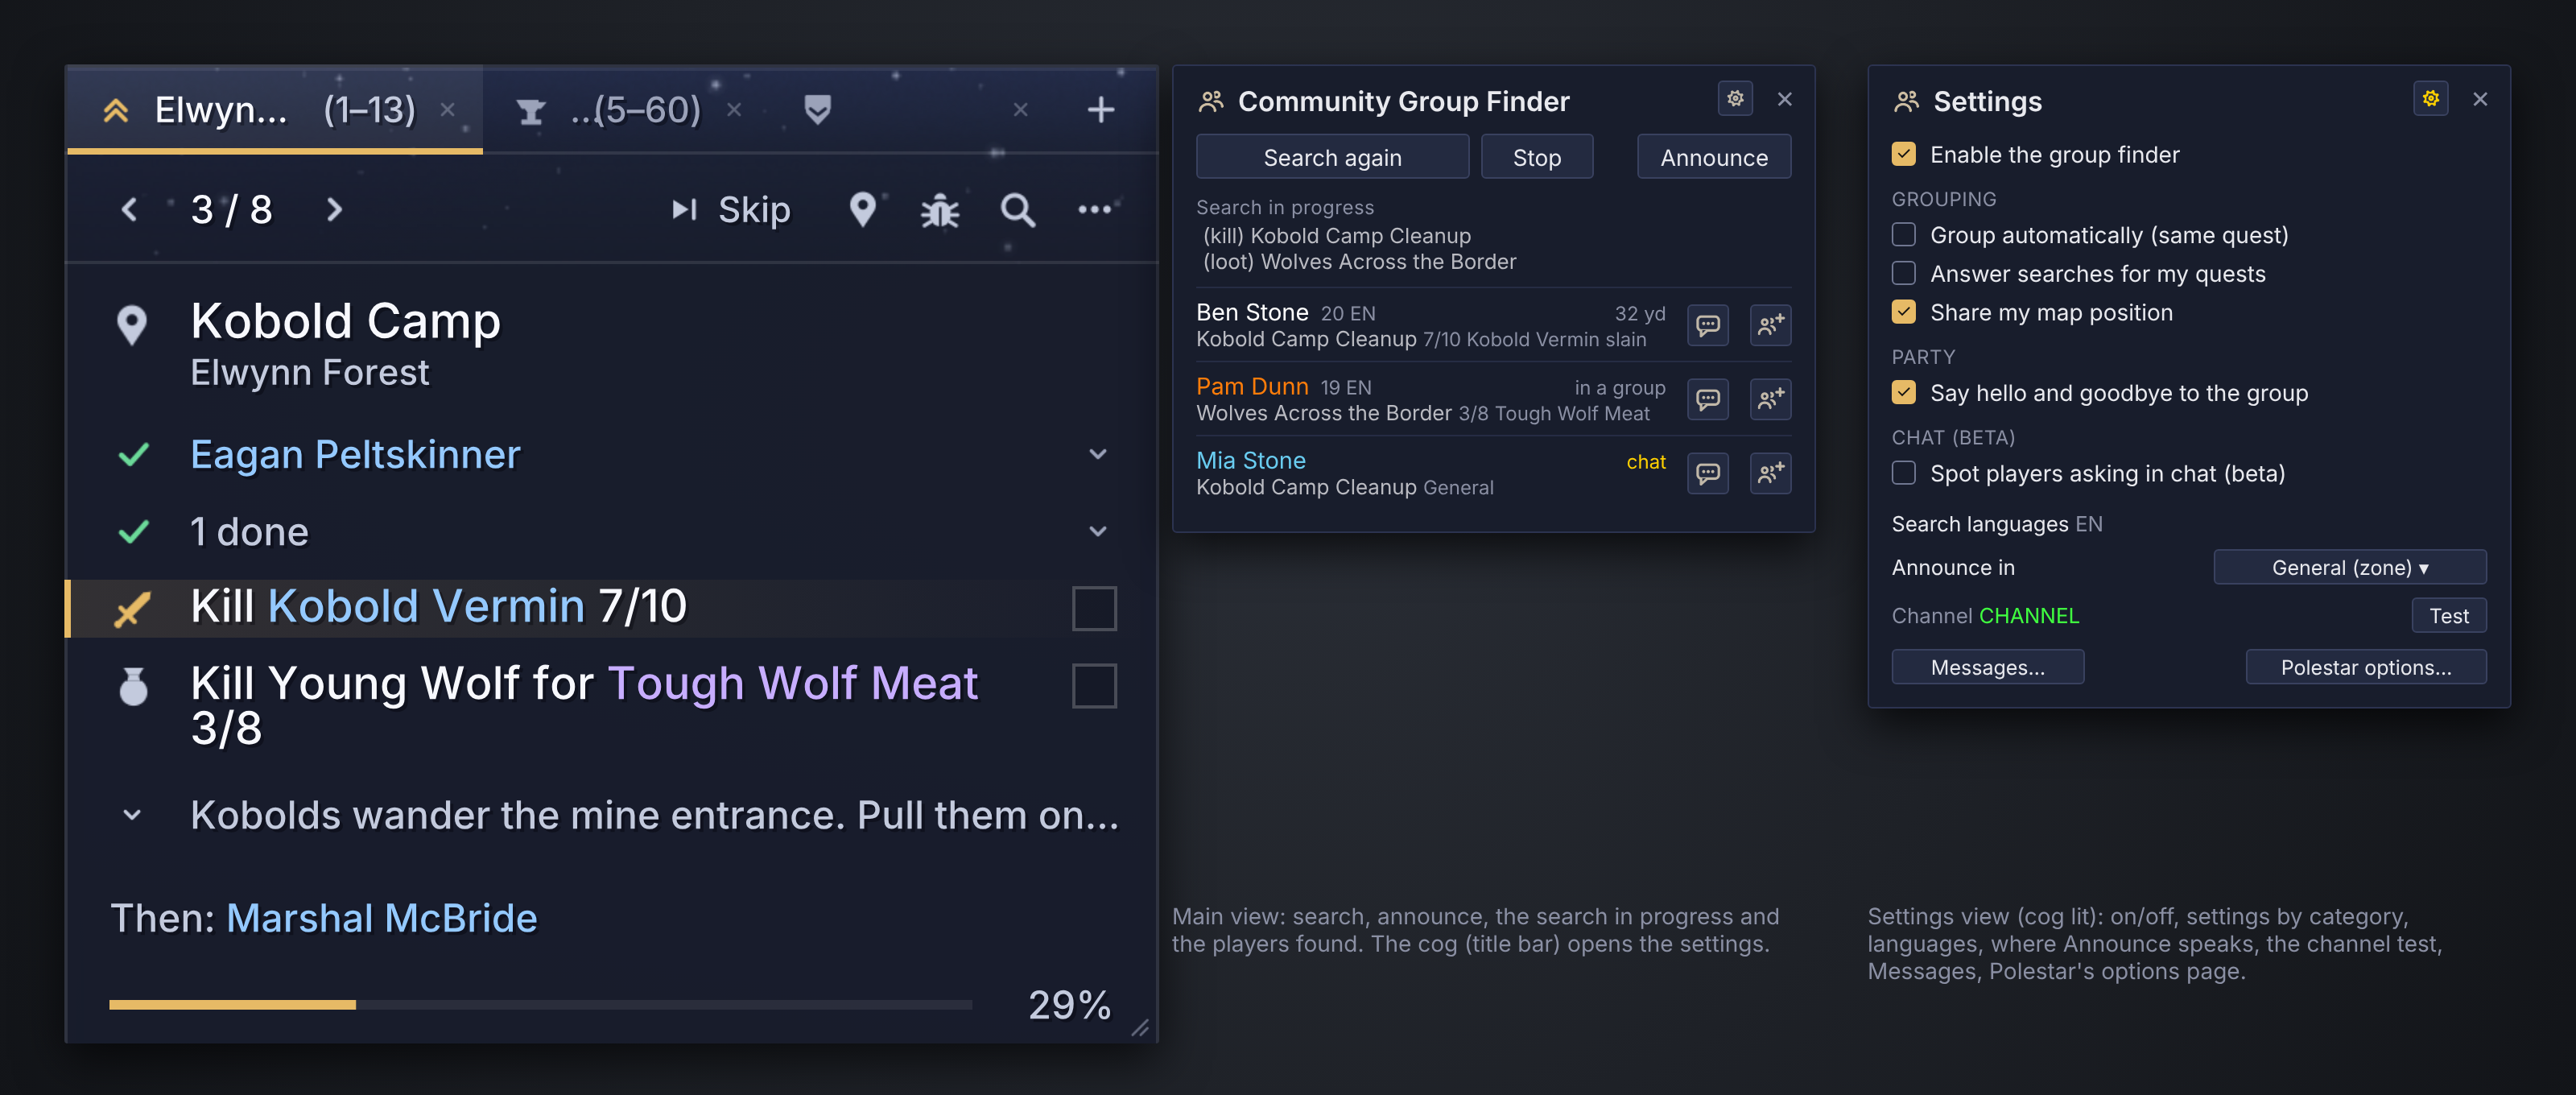 Elwyn... (1–13)
...(5–60)
3 / 8
Skip
Kobold Camp
Elwynn Forest
Eagan Peltskinner
1 done
Kill Kobold Vermin 7/10
Kill Young Wolf for Tough Wolf Meat
3/8
Kobolds wander the mine entrance. Pull them on...
Then: Marshal McBride
29%
Community Group Finder
Search again
Stop
Announce
Search in progress
(kill) Kobold Camp Cleanup
(loot) Wolves Across the Border
Ben Stone 20 EN 32 yd
Kobold Camp Cleanup 7/10 Kobold Vermin slain
Pam Dunn 19 EN in a group
Wolves Across the Border 3/8 Tough Wolf Meat
Mia Stone chat
Kobold Camp Cleanup General
Main view: search, announce, the search in progress and
the players found. The cog (title bar) opens the settings.
Settings
Enable the group finder
GROUPING
Group automatically (same quest)
Answer searches for my quests
Share my map position
PARTY
Say hello and goodbye to the group
CHAT (BETA)
Spot players asking in chat (beta)
Search languages EN
Announce in General (zone) ▾
Channel CHANNEL Test
Messages...
Polestar options...
Settings view (cog lit): on/off, settings by category,
languages, where Announce speaks, the channel test,
Messages, Polestar's options page.